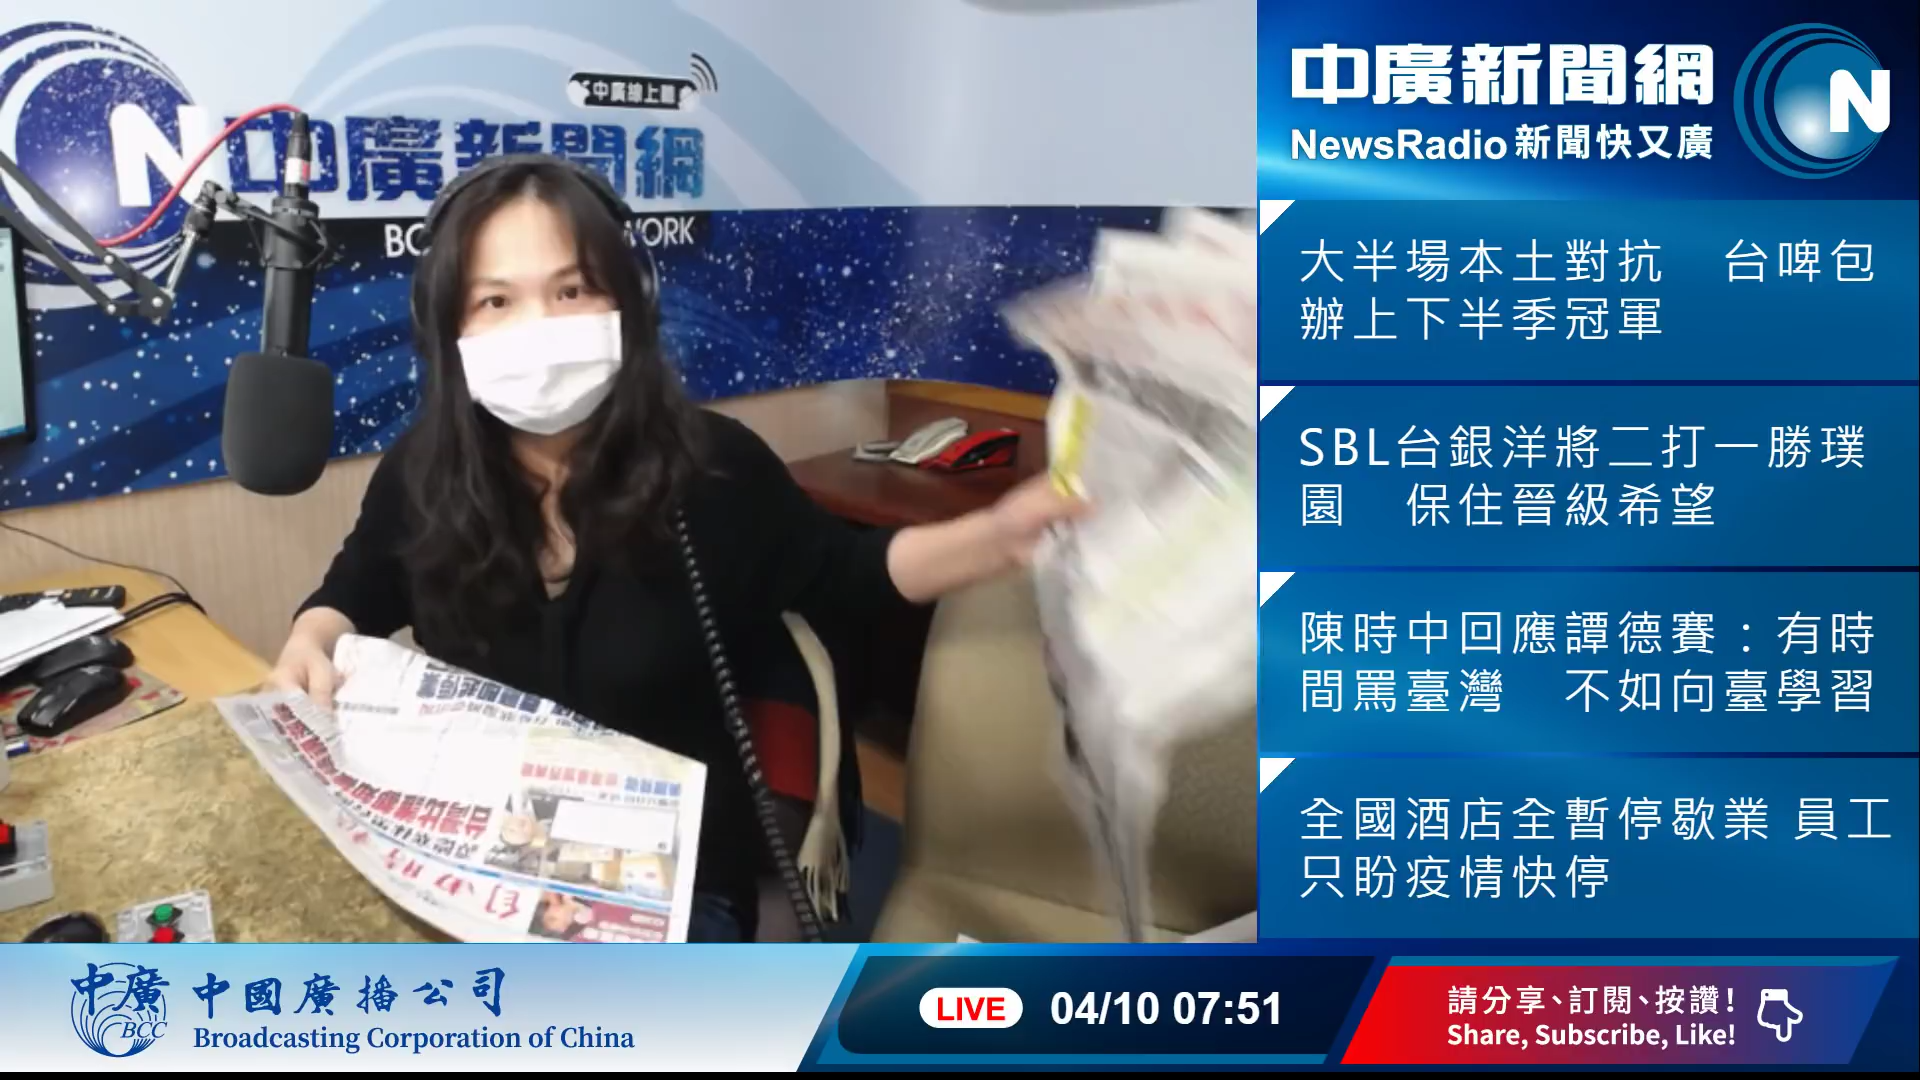 中廣線上聽
中廣新聞網
中廣新聞網
NewsRadio 新聞快又廣
大半場本土對抗　台啤包
辦上下半季冠軍
SBL台銀洋將二打一勝璞
園　保住晉級希望
陳時中回應譚德賽：有時
間罵臺灣　不如向臺學習
全國酒店全暫停歇業 員工
只盼疫情快停
中廣 中國廣播公司
BCC
Broadcasting Corporation of China
LIVE 04/10 07:51
請分享、訂閱、按讚！
Share, Subscribe, Like!